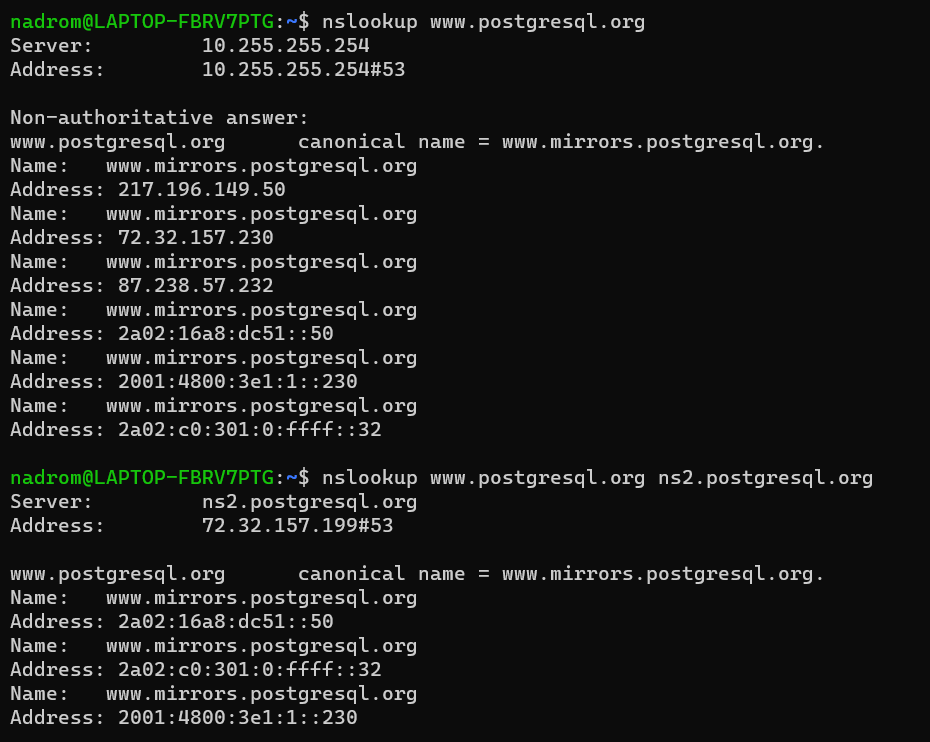 nadrom@LAPTOP-FBRV7PTG:~$ nslookup www.postgresql.org
Server:         10.255.255.254
Address:        10.255.255.254#53

Non-authoritative answer:
www.postgresql.org      canonical name = www.mirrors.postgresql.org.
Name:   www.mirrors.postgresql.org
Address: 217.196.149.50
Name:   www.mirrors.postgresql.org
Address: 72.32.157.230
Name:   www.mirrors.postgresql.org
Address: 87.238.57.232
Name:   www.mirrors.postgresql.org
Address: 2a02:16a8:dc51::50
Name:   www.mirrors.postgresql.org
Address: 2001:4800:3e1:1::230
Name:   www.mirrors.postgresql.org
Address: 2a02:c0:301:0:ffff::32

nadrom@LAPTOP-FBRV7PTG:~$ nslookup www.postgresql.org ns2.postgresql.org
Server:         ns2.postgresql.org
Address:        72.32.157.199#53

www.postgresql.org      canonical name = www.mirrors.postgresql.org.
Name:   www.mirrors.postgresql.org
Address: 2a02:16a8:dc51::50
Name:   www.mirrors.postgresql.org
Address: 2a02:c0:301:0:ffff::32
Name:   www.mirrors.postgresql.org
Address: 2001:4800:3e1:1::230